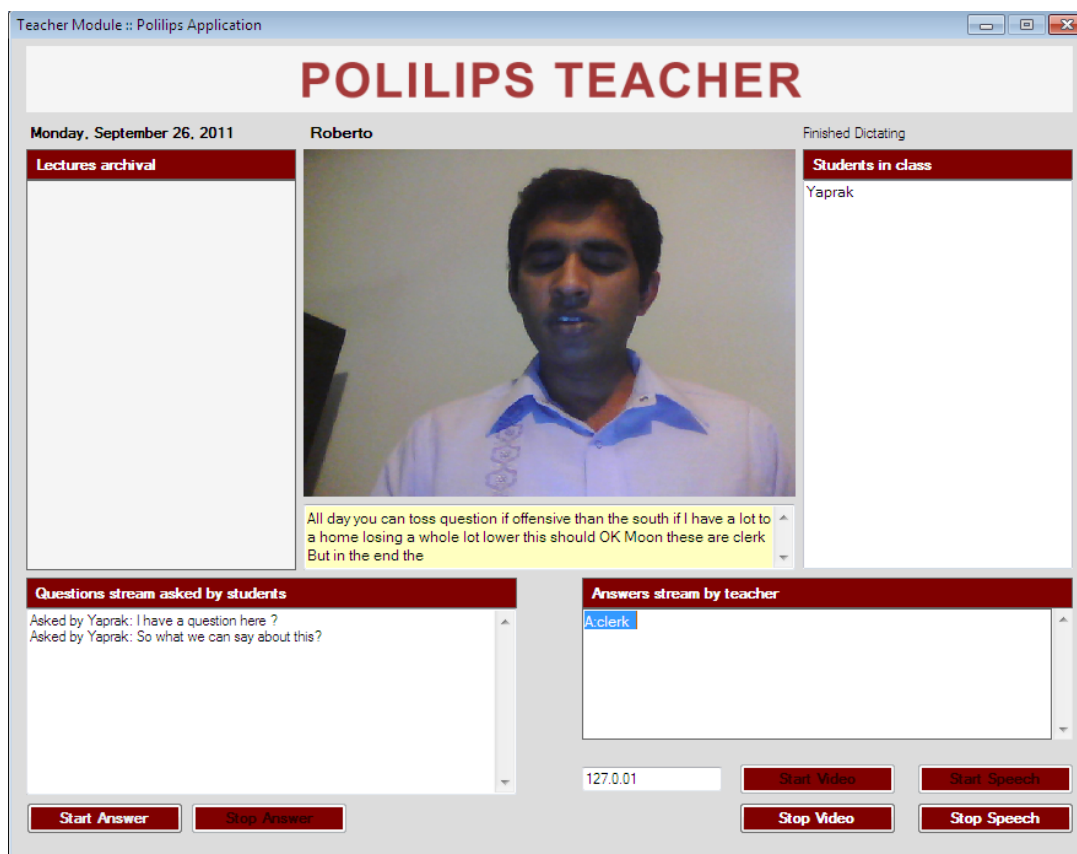 Teacher Module :: Polilips Application
POLILIPS TEACHER
Monday, September 26, 2011
Roberto
Finished Dictating
Lectures archival
Students in class
Yaprak
All day you can toss question if offensive than the south if I have a lot to
a home losing a whole lot lower this should OK Moon these are clerk
But in the end the
Questions stream asked by students
Asked by Yaprak: I have a question here ?
Asked by Yaprak: So what we can say about this?
Answers stream by teacher
A:clerk
127.0.01
Start Video
Start Speech
Start Answer
Stop Answer
Stop Video
Stop Speech